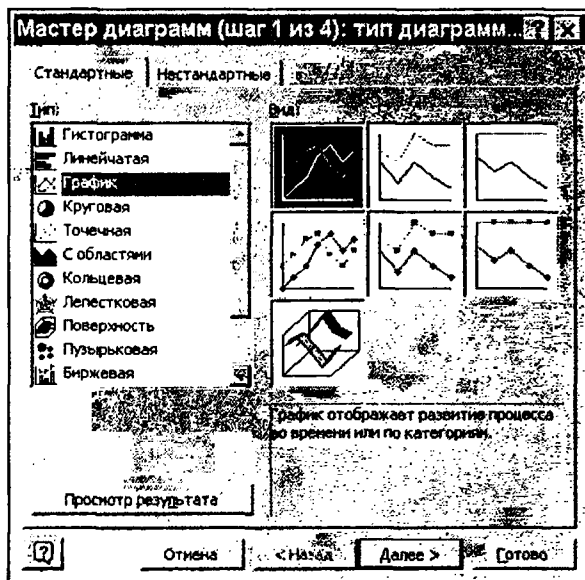 Мастер диаграмм (шаг 1 из 4): тип диаграмм...
Стандартные Нестандартные
Тип:
Гистограмма
Линейчатая
График
Круговая
Точечная
С областями
Кольцевая
Лепестковая
Поверхность
Пузырьковая
Биржевая
Вид:
График отображает развитие процесса
во времени или по категориям.
Просмотр результата
Отмена < Назад Далее > Готово